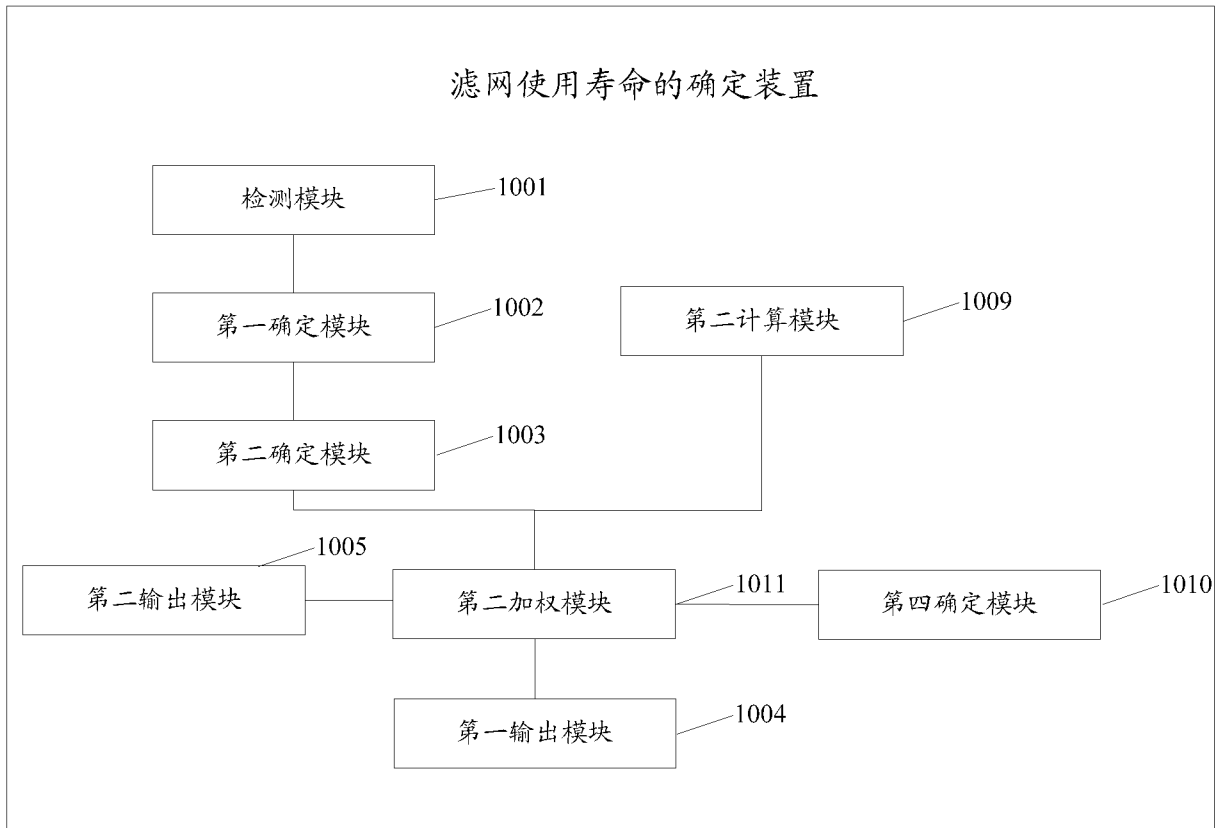 滤网使用寿命的确定装置
检测模块
1001
第一确定模块
1002
第二计算模块
1009
第二确定模块
1003
第二输出模块
1005
第二加权模块
1011
第四确定模块
1010
第一输出模块
1004